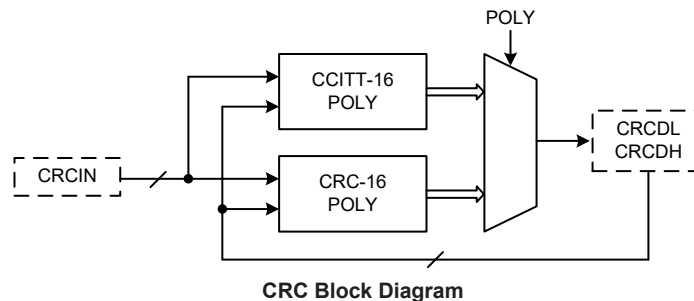 POLY
CCITT-16
POLY
CRCDL
CRCDH
CRCIN
CRC-16
POLY
CRC Block Diagram